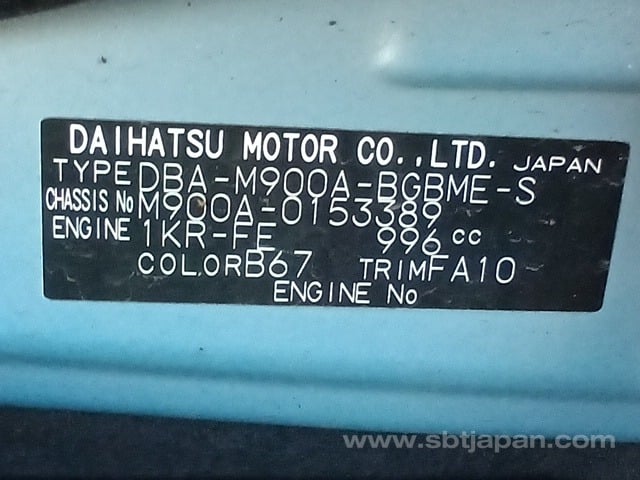 DAIHATSU MOTOR CO.,LTD. JAPAN
TYPE DBA-M900A-BGBME-S
CHASSIS No M900A-0153389
ENGINE 1KR-FE 996 cc
COLOR B67 TRIM FA10
ENGINE No
www.sbtjapan.com